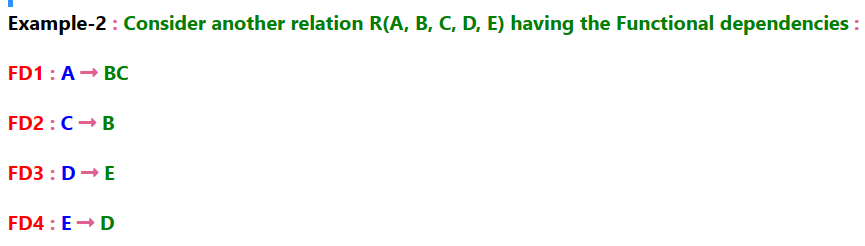 Example-2 : Consider another relation R(A, B, C, D, E) having the Functional dependencies :
FD1 : A → BC
FD2 : C → B
FD3 : D → E
FD4 : E → D